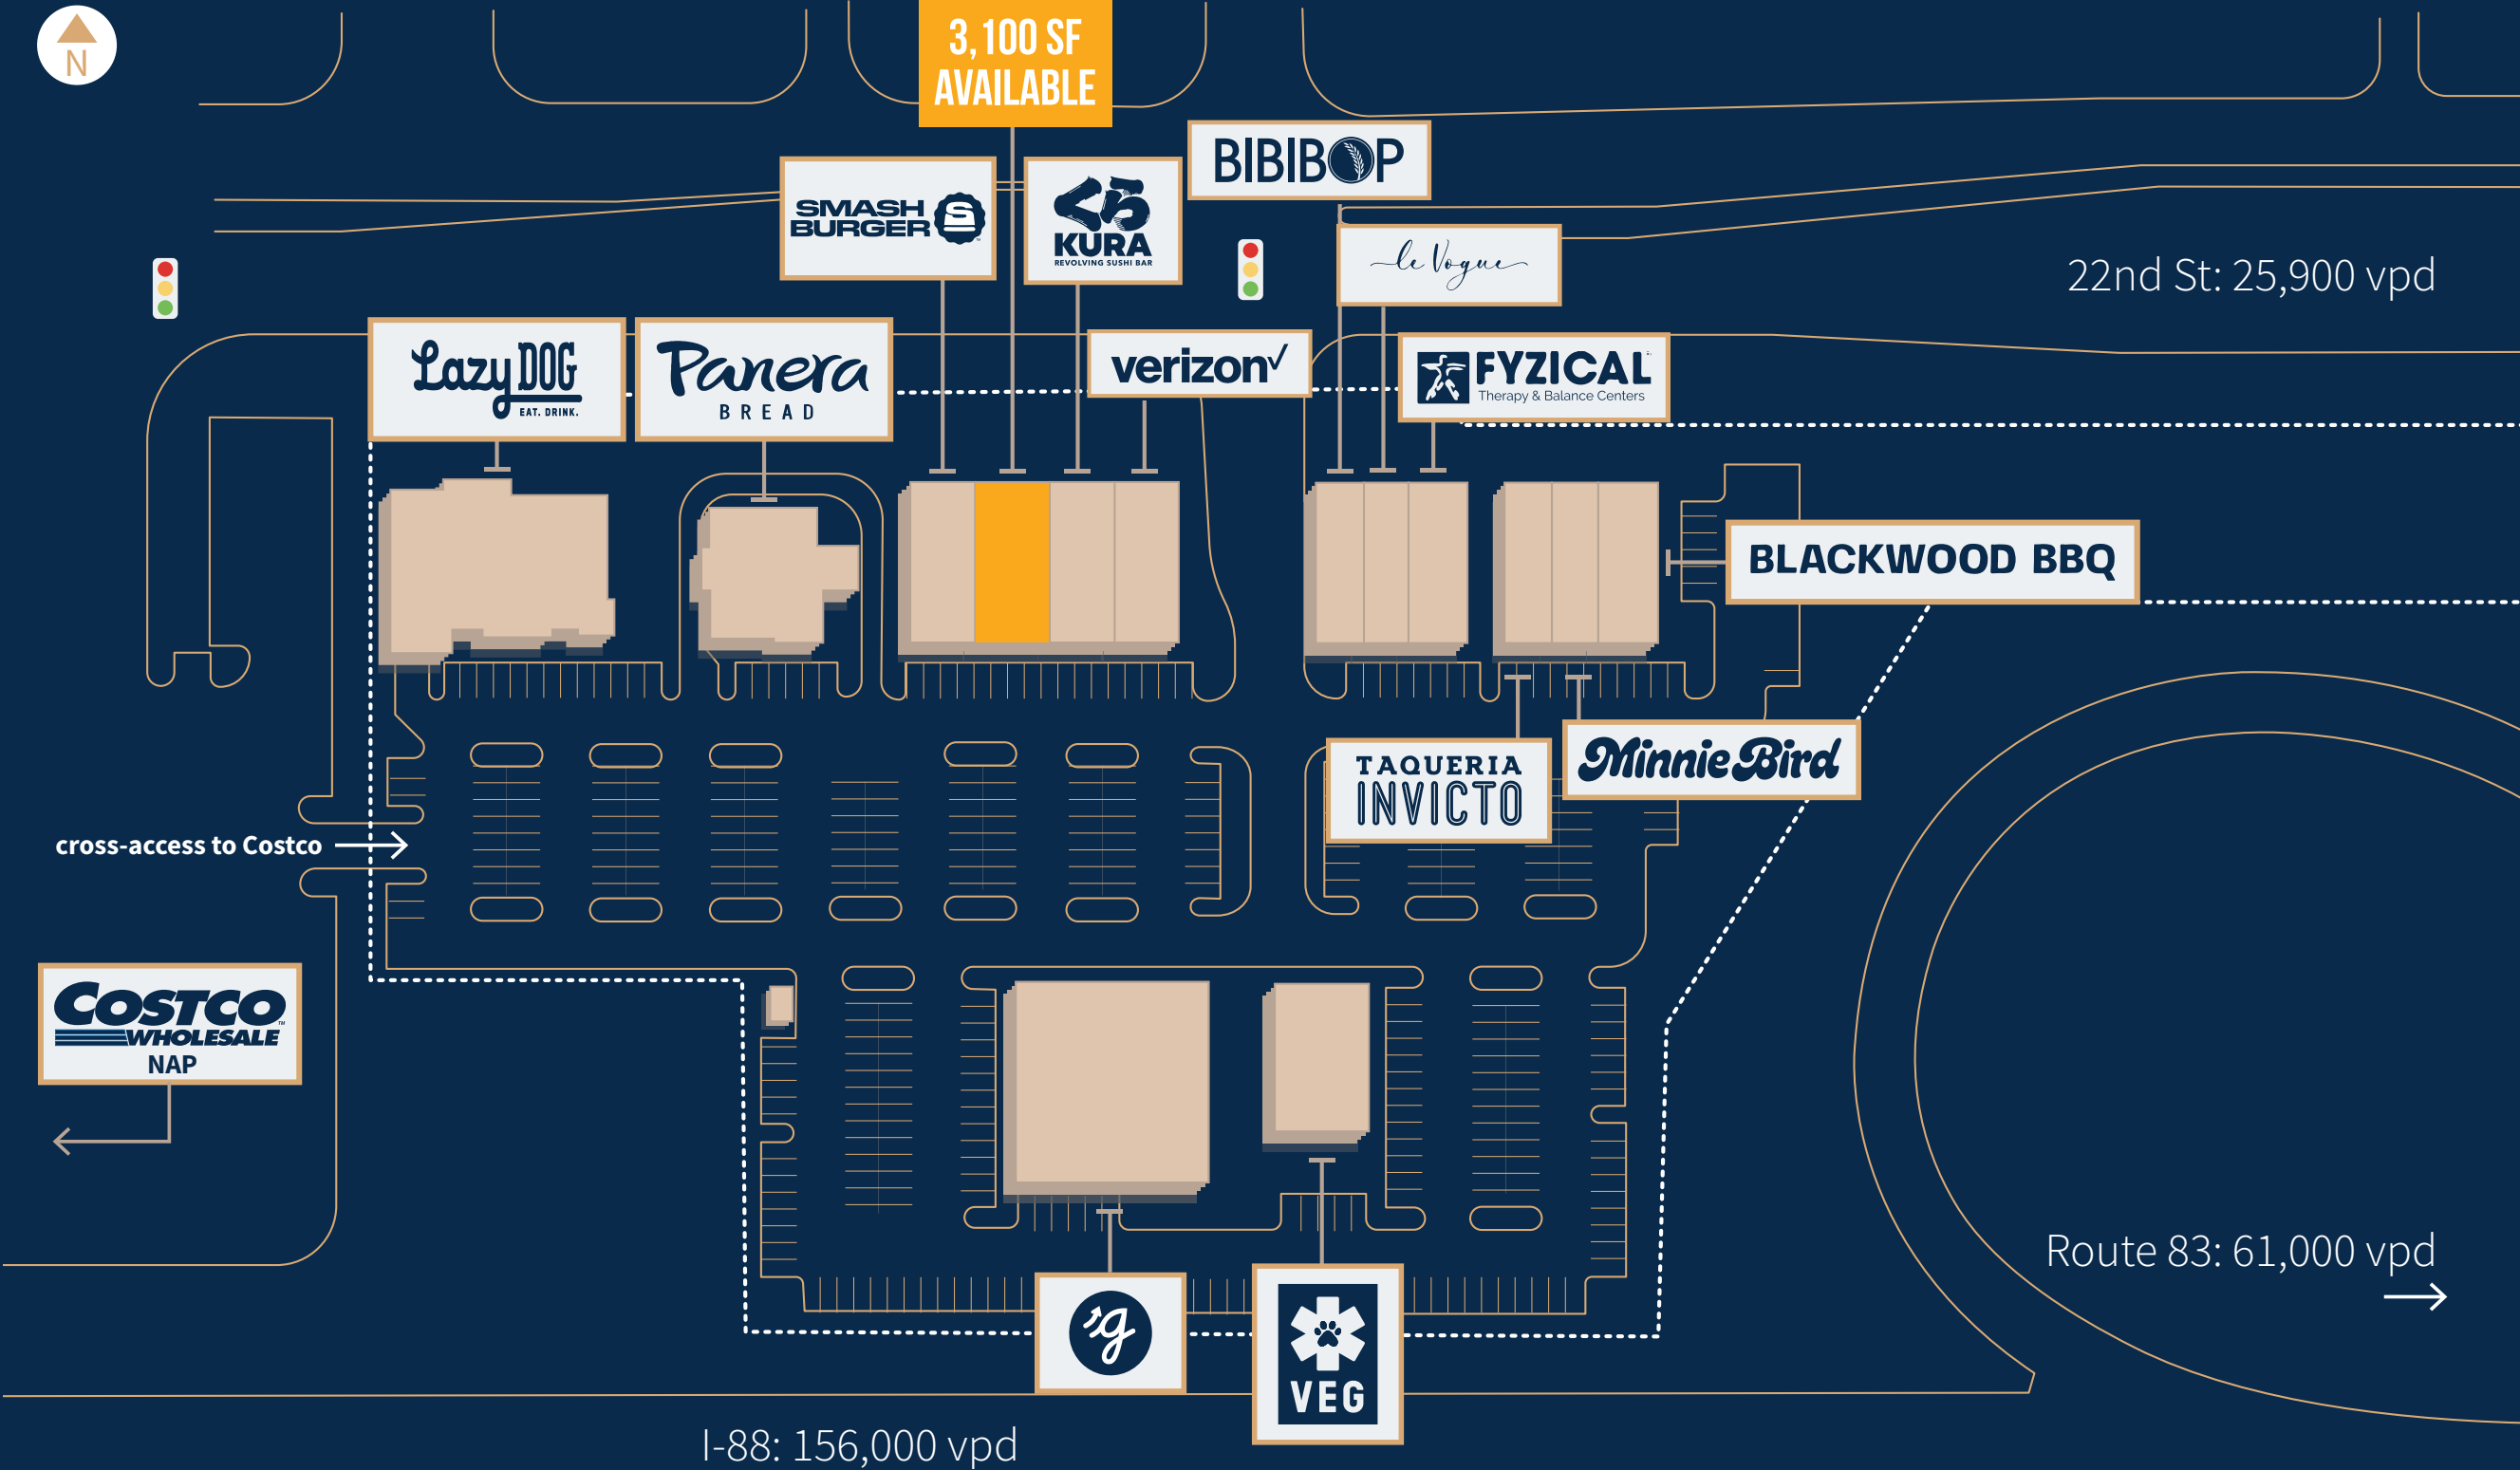 N
3,100 SF
AVAILABLE
BIBIBOP
SMASH
BURGER
S
KURA
REVOLVING SUSHI BAR
le Vogue
22nd St: 25,900 vpd
Lazy DOG
EAT. DRINK.
Panera
BREAD
verizon
FYZICAL
Therapy & Balance Centers
BLACKWOOD BBQ
TAQUERIA
INVICTO
Minnie Bird
cross-access to Costco
COSTCO
WHOLESALE
NAP
Route 83: 61,000 vpd
g
VEG
I-88: 156,000 vpd